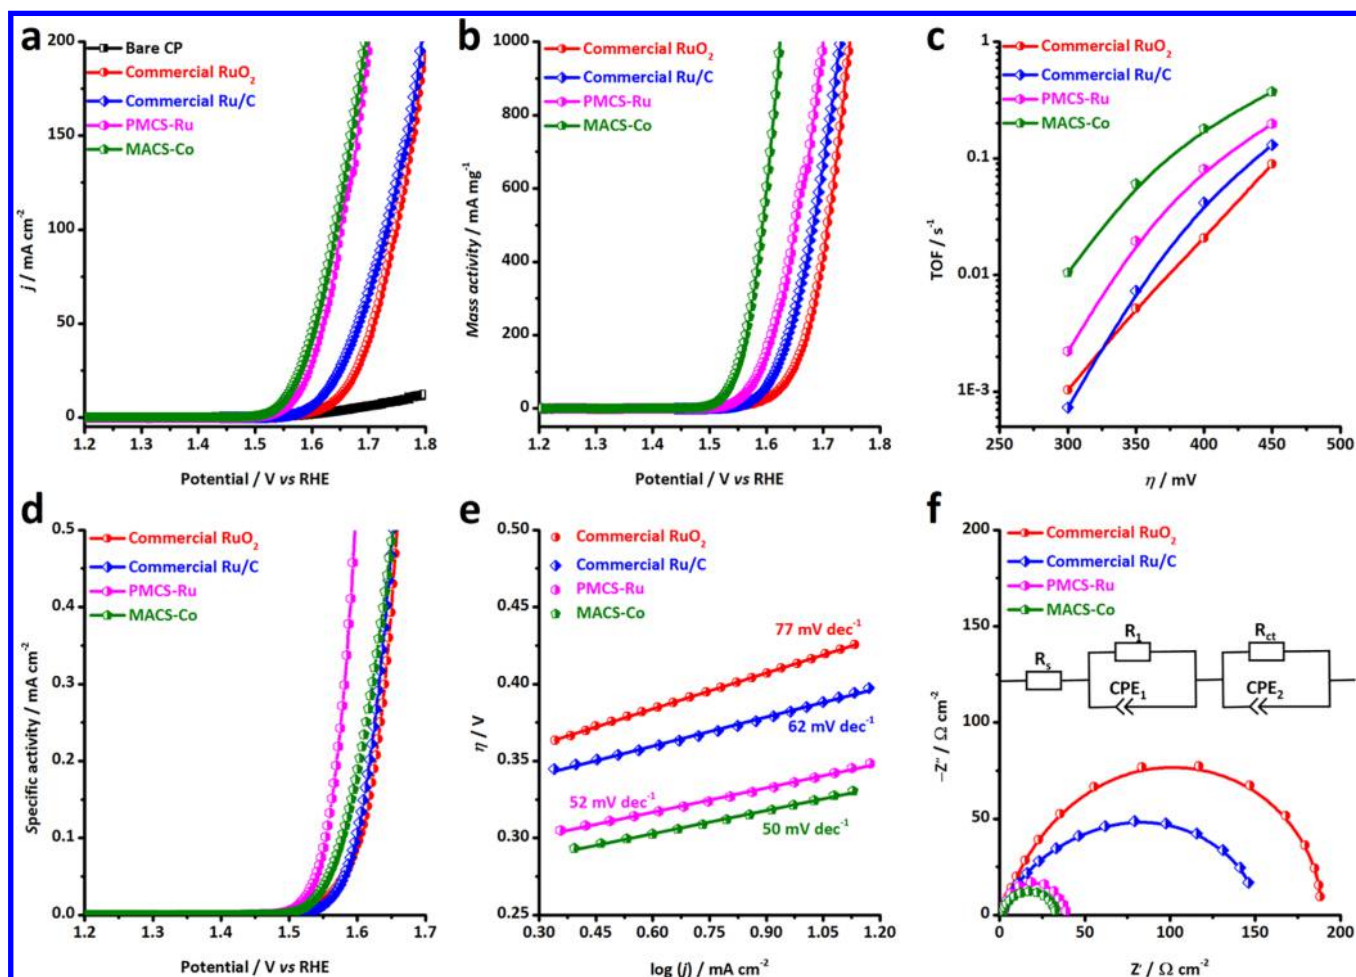 a
200
150
100
50
0
j / mA cm⁻²
Bare CP
Commercial RuO₂
Commercial Ru/C
PMCS-Ru
MACS-Co
1.2 1.3 1.4 1.5 1.6 1.7 1.8
Potential / V vs RHE
b
1000
800
600
400
200
0
Mass activity / mA mg⁻¹
Commercial RuO₂
Commercial Ru/C
PMCS-Ru
MACS-Co
1.2 1.3 1.4 1.5 1.6 1.7 1.8
Potential / V vs RHE
c
1
0.1
0.01
1E-3
TOF / s⁻¹
Commercial RuO₂
Commercial Ru/C
PMCS-Ru
MACS-Co
250 300 350 400 450 500
η / mV
d
0.5
0.4
0.3
0.2
0.1
0.0
Specific activity / mA cm⁻²
Commercial RuO₂
Commercial Ru/C
PMCS-Ru
MACS-Co
1.2 1.3 1.4 1.5 1.6 1.7
Potential / V vs RHE
e
0.50
0.45
0.40
0.35
0.30
0.25
η / V
Commercial RuO₂
Commercial Ru/C
PMCS-Ru
MACS-Co
77 mV dec⁻¹
62 mV dec⁻¹
52 mV dec⁻¹
50 mV dec⁻¹
0.30 0.45 0.60 0.75 0.90 1.05 1.20
log (j) / mA cm⁻²
f
200
150
100
50
0
−Z′′ / Ω cm⁻²
Commercial RuO₂
Commercial Ru/C
PMCS-Ru
MACS-Co
Rₛ
R₁
CPE₁
R_ct
CPE₂
0 50 100 150 200
Z′ / Ω cm⁻²